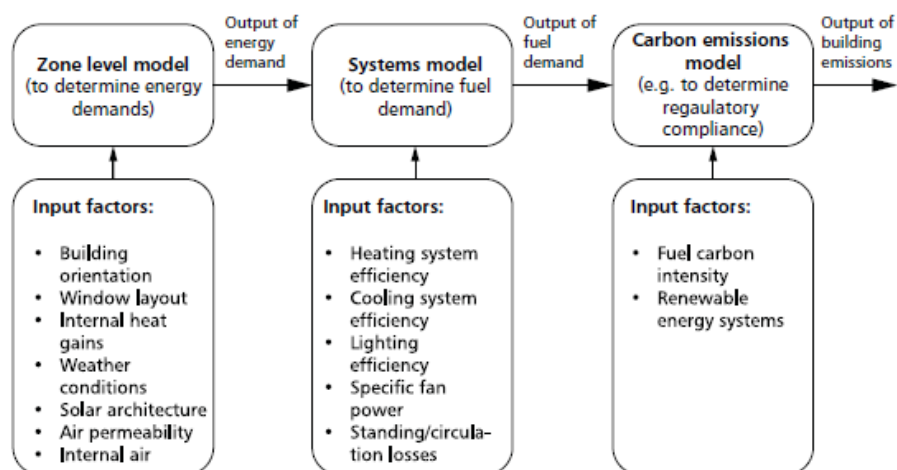 Zone level model
(to determine energy
demands)
Output of
energy
demand
Systems model
(to determine fuel
demand)
Output of
fuel
demand
Carbon emissions
model
(e.g. to determine
regaulatory
compliance)
Output of
building
emissions
Input factors:
• Building
orientation
• Window layout
• Internal heat
gains
• Weather
conditions
• Solar architecture
• Air permeability
• Internal air
Input factors:
• Heating system
efficiency
• Cooling system
efficiency
• Lighting
efficiency
• Specific fan
power
• Standing/circula-
tion losses
Input factors:
• Fuel carbon
intensity
• Renewable
energy systems